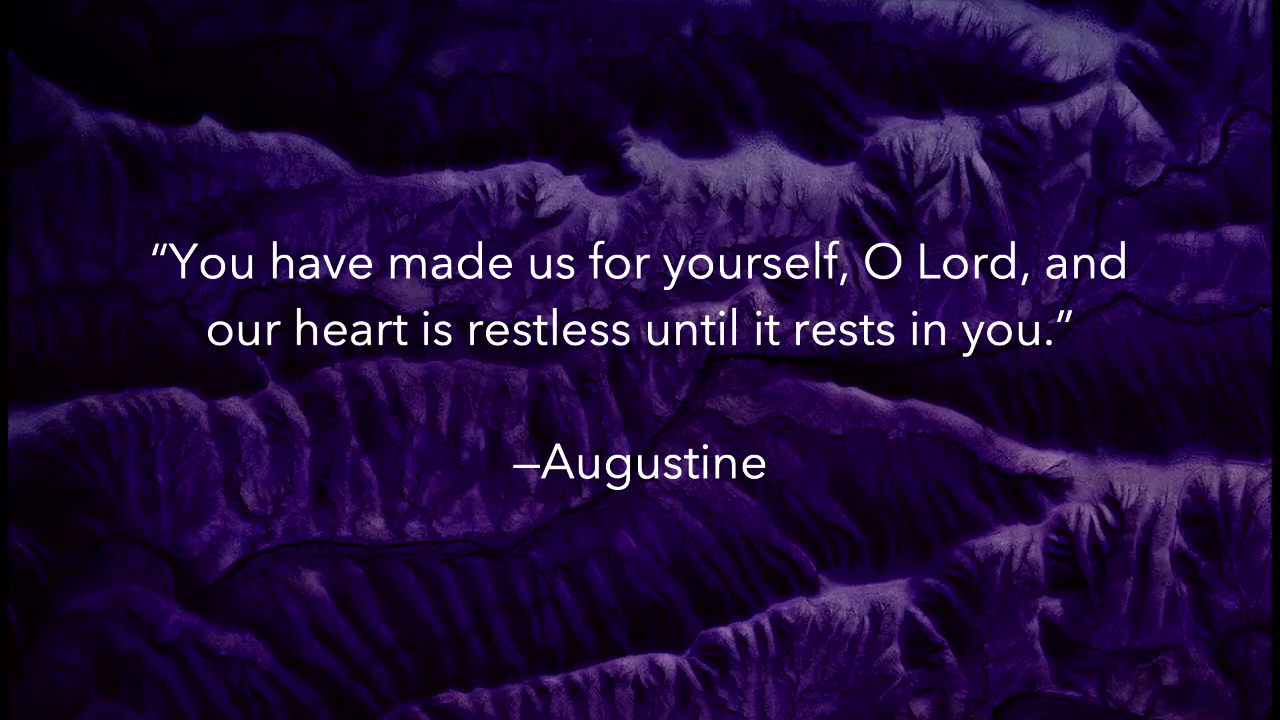 “You have made us for yourself, O Lord, and
our heart is restless until it rests in you.”
—Augustine